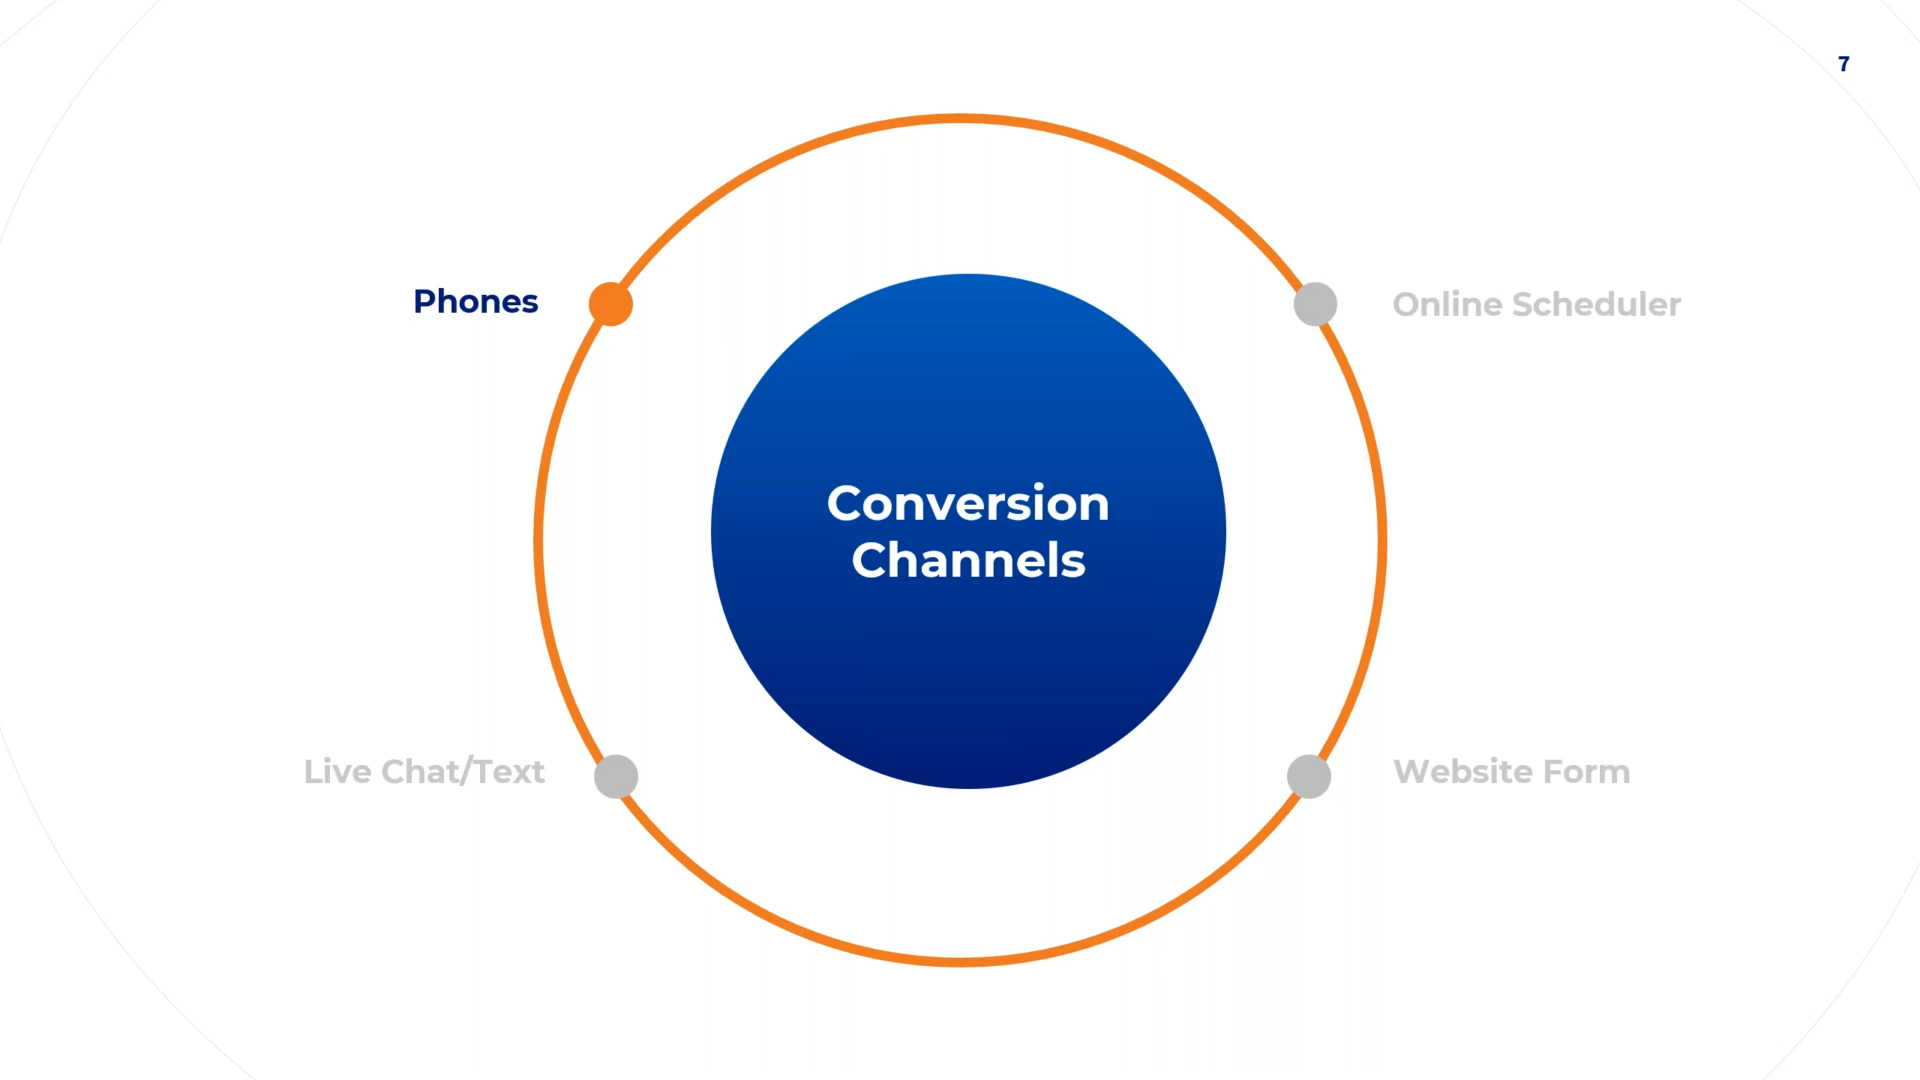 7
Phones
Online Scheduler
Conversion
Channels
Live Chat/Text
Website Form